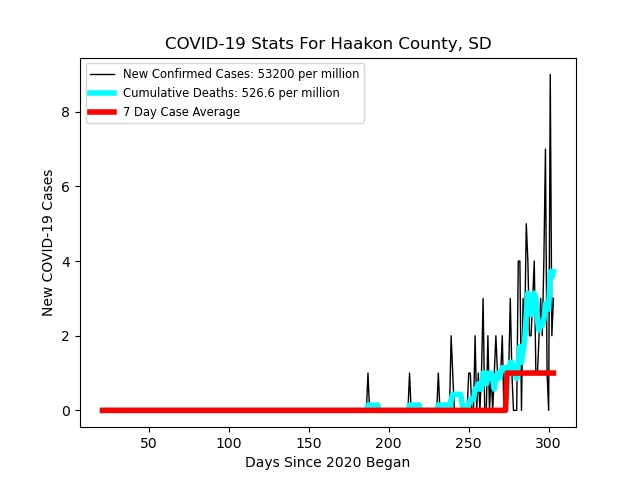 COVID-19 Stats For Haakon County, SD
New Confirmed Cases: 53200 per million
Cumulative Deaths: 526.6 per million
7 Day Case Average
New COVID-19 Cases
8
6
4
2
0
50 100 150 200 250 300
Days Since 2020 Began